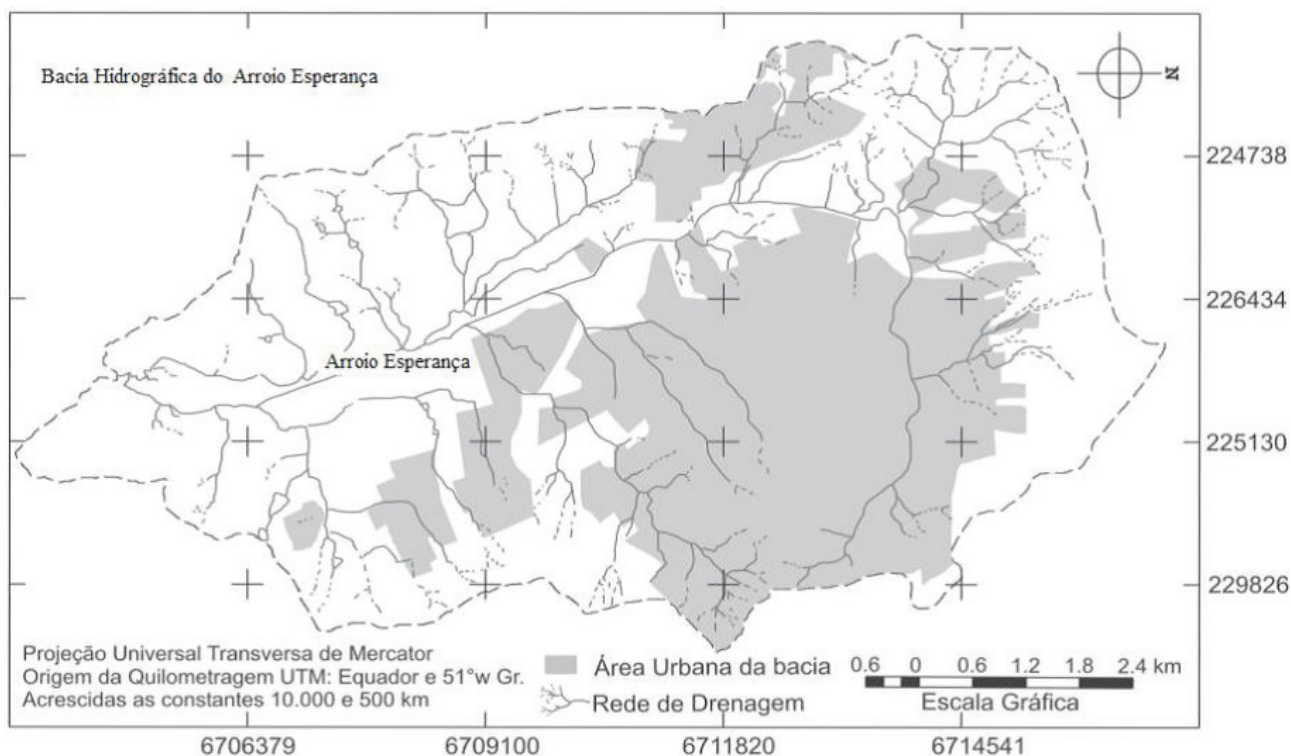 Bacia Hidrográfica do Arroio Esperança
N
224738
226434
Arroio Esperança
225130
229826
Projeção Universal Transversa de Mercator
Origem da Quilometragem UTM: Equador e 51°w Gr.
Acrescidas as constantes 10.000 e 500 km
Área Urbana da bacia
Rede de Drenagem
0.6 0 0.6 1.2 1.8 2.4 km
Escala Gráfica
6706379 6709100 6711820 6714541